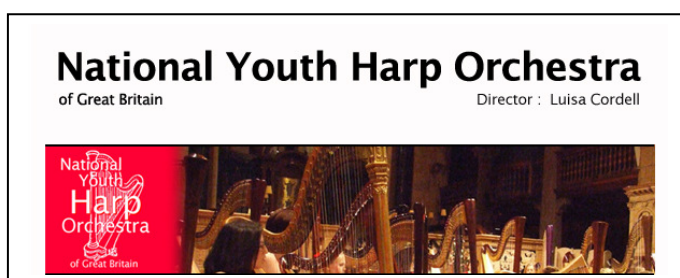 National Youth Harp Orchestra
of Great Britain
Director : Luisa Cordell
National
Youth
Harp
Orchestra
of Great Britain